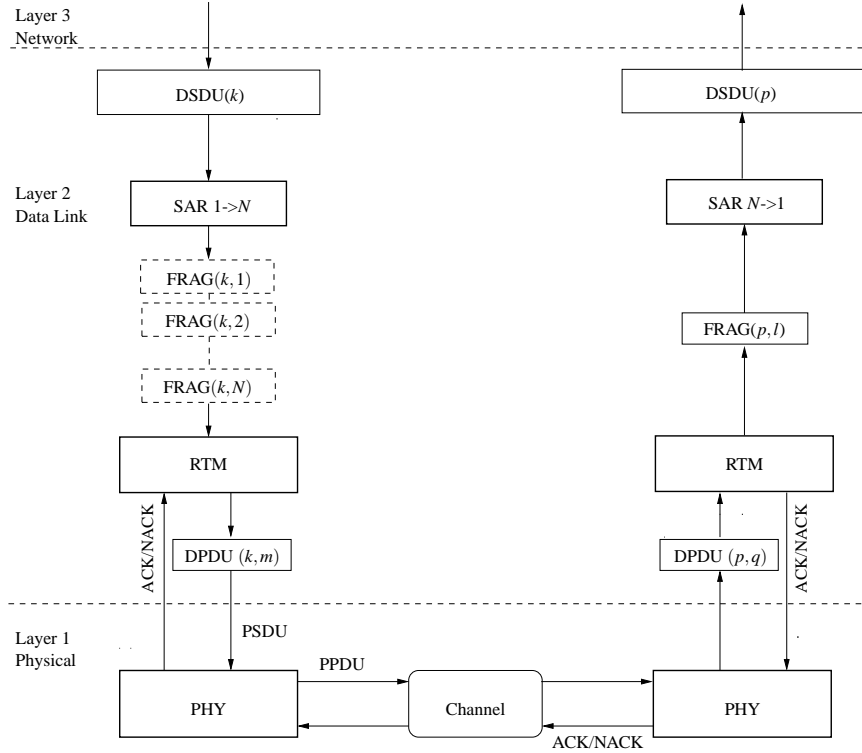 Layer 3
Network
DSDU(k)
DSDU(p)
Layer 2
Data Link
SAR 1->N
SAR N->1
FRAG(k,1)
FRAG(k,2)
FRAG(p,l)
FRAG(k,N)
RTM
RTM
ACK/NACK
DPDU (k,m)
DPDU (p,q)
ACK/NACK
Layer 1
Physical
PSDU
PPDU
PHY
Channel
PHY
ACK/NACK